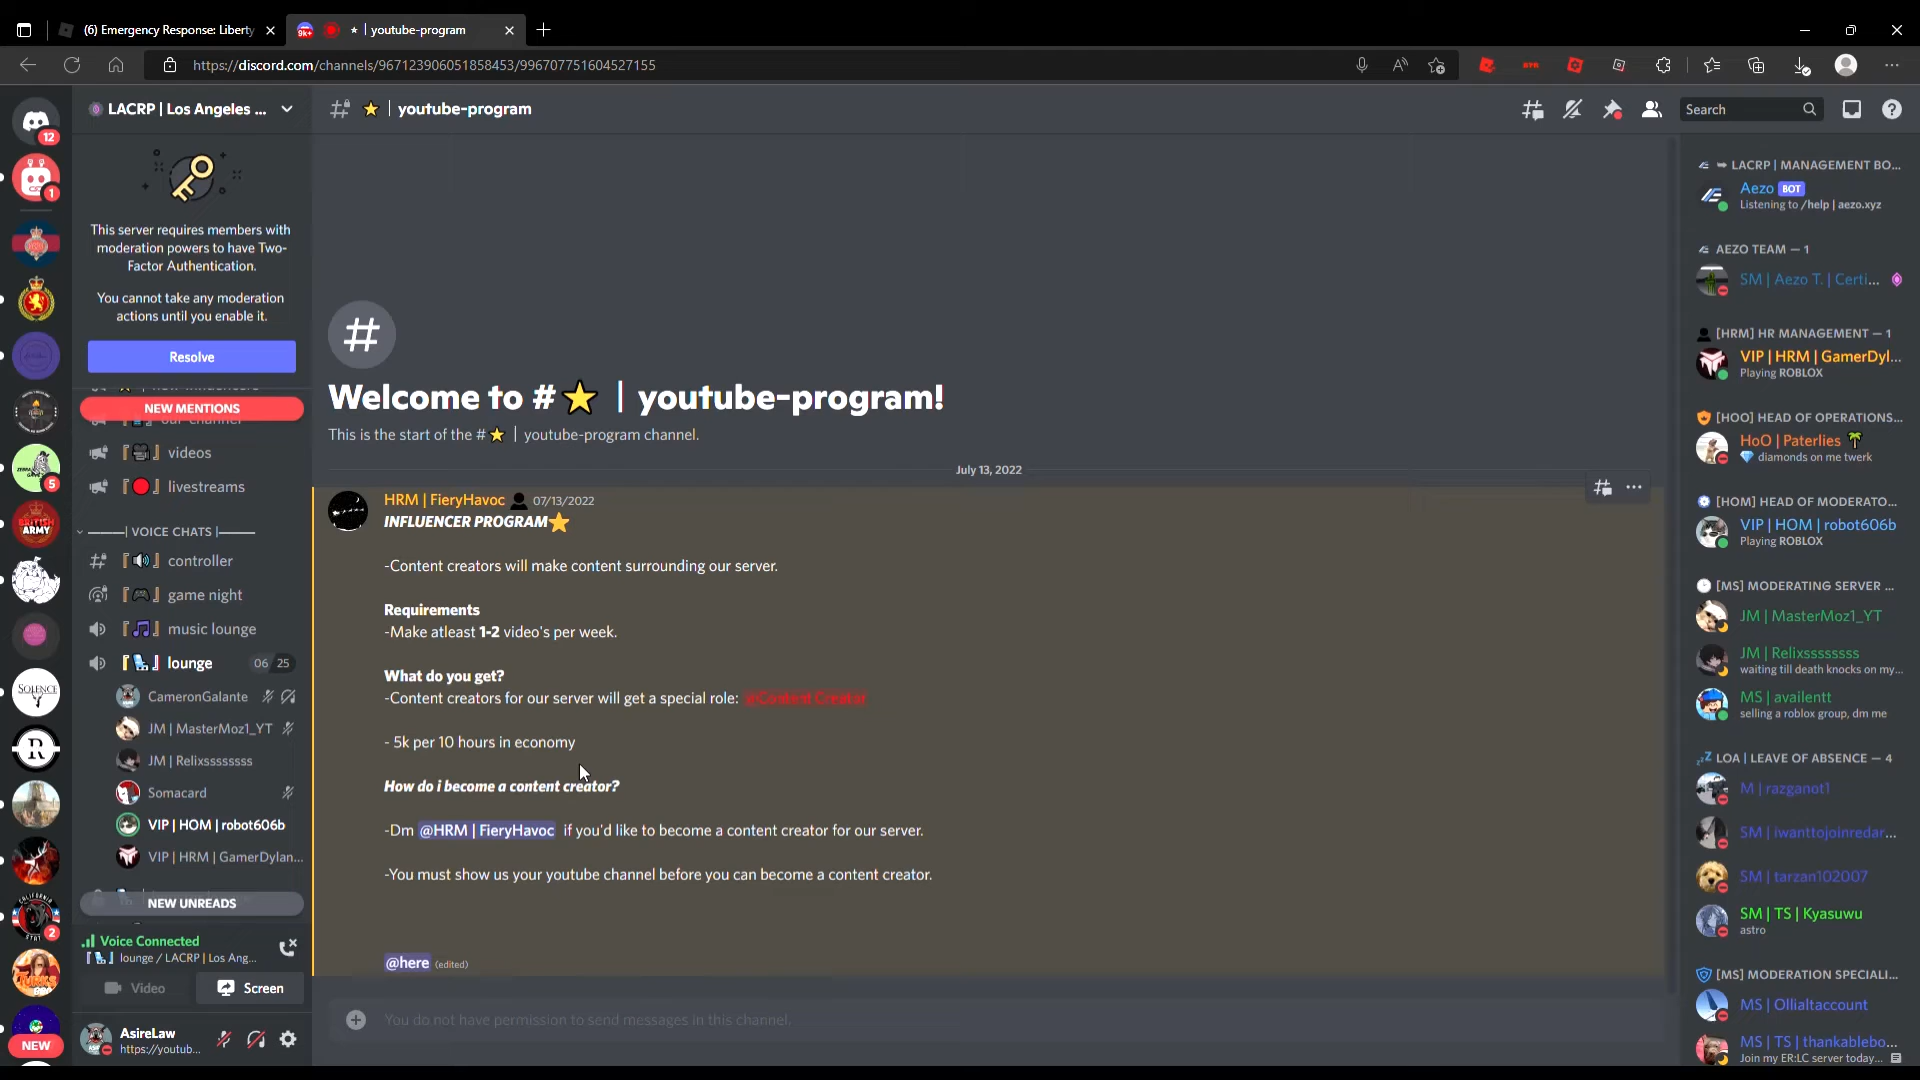 (6) Emergency Response: Liberty
9k+
★ | youtube-program
https://discord.com/channels/967123906051858453/996707751604527155
LACRP | Los Angeles ...
⭐ | youtube-program
Search
12
1
5
BRITISH ARMY
SOLENCE
R
2
NEW
This server requires members with
moderation powers to have Two-
Factor Authentication.
You cannot take any moderation
actions until you enable it.
Resolve
NEW MENTIONS
videos
livestreams
| VOICE CHATS |
controller
game night
music lounge
lounge
06 25
CameronGalante
JM | MasterMoz1_YT
JM | Relixssssssss
Somacard
VIP | HOM | robot606b
VIP | HRM | GamerDylan...
NEW UNREADS
Voice Connected
lounge / LACRP | Los Ang...
Video
Screen
AsireLaw
https://youtub...
Welcome to #⭐ | youtube-program!
This is the start of the #⭐ | youtube-program channel.
July 13, 2022
HRM | FieryHavoc 07/13/2022
INFLUENCER PROGRAM⭐
-Content creators will make content surrounding our server.
Requirements
-Make atleast 1-2 video's per week.
What do you get?
-Content creators for our server will get a special role: @Content Creator
- 5k per 10 hours in economy
How do i become a content creator?
-Dm @HRM | FieryHavoc if you'd like to become a content creator for our server.
-You must show us your youtube channel before you can become a content creator.
@here (edited)
You do not have permission to send messages in this channel.
LACRP | MANAGEMENT BO...
Aezo BOT
Listening to /help | aezo.xyz
AEZO TEAM — 1
SM | Aezo T. | Certi...
[HRM] HR MANAGEMENT — 1
VIP | HRM | GamerDyl...
Playing ROBLOX
[HOO] HEAD OF OPERATIONS...
HoO | Paterlies 🌴
💎 diamonds on me twerk
[HOM] HEAD OF MODERATO...
VIP | HOM | robot606b
Playing ROBLOX
[MS] MODERATING SERVER ...
JM | MasterMoz1_YT
JM | Relixssssssss
waiting till death knocks on my...
MS | availentt
selling a roblox group, dm me
LOA | LEAVE OF ABSENCE — 4
M | razganot1
SM | iwanttojoinredar...
SM | tarzan102007
SM | TS | Kyasuwu
astro
[MS] MODERATION SPECIALI...
MS | Ollialtaccount
MS | TS | thankablebo...
Join my ER:LC server today...